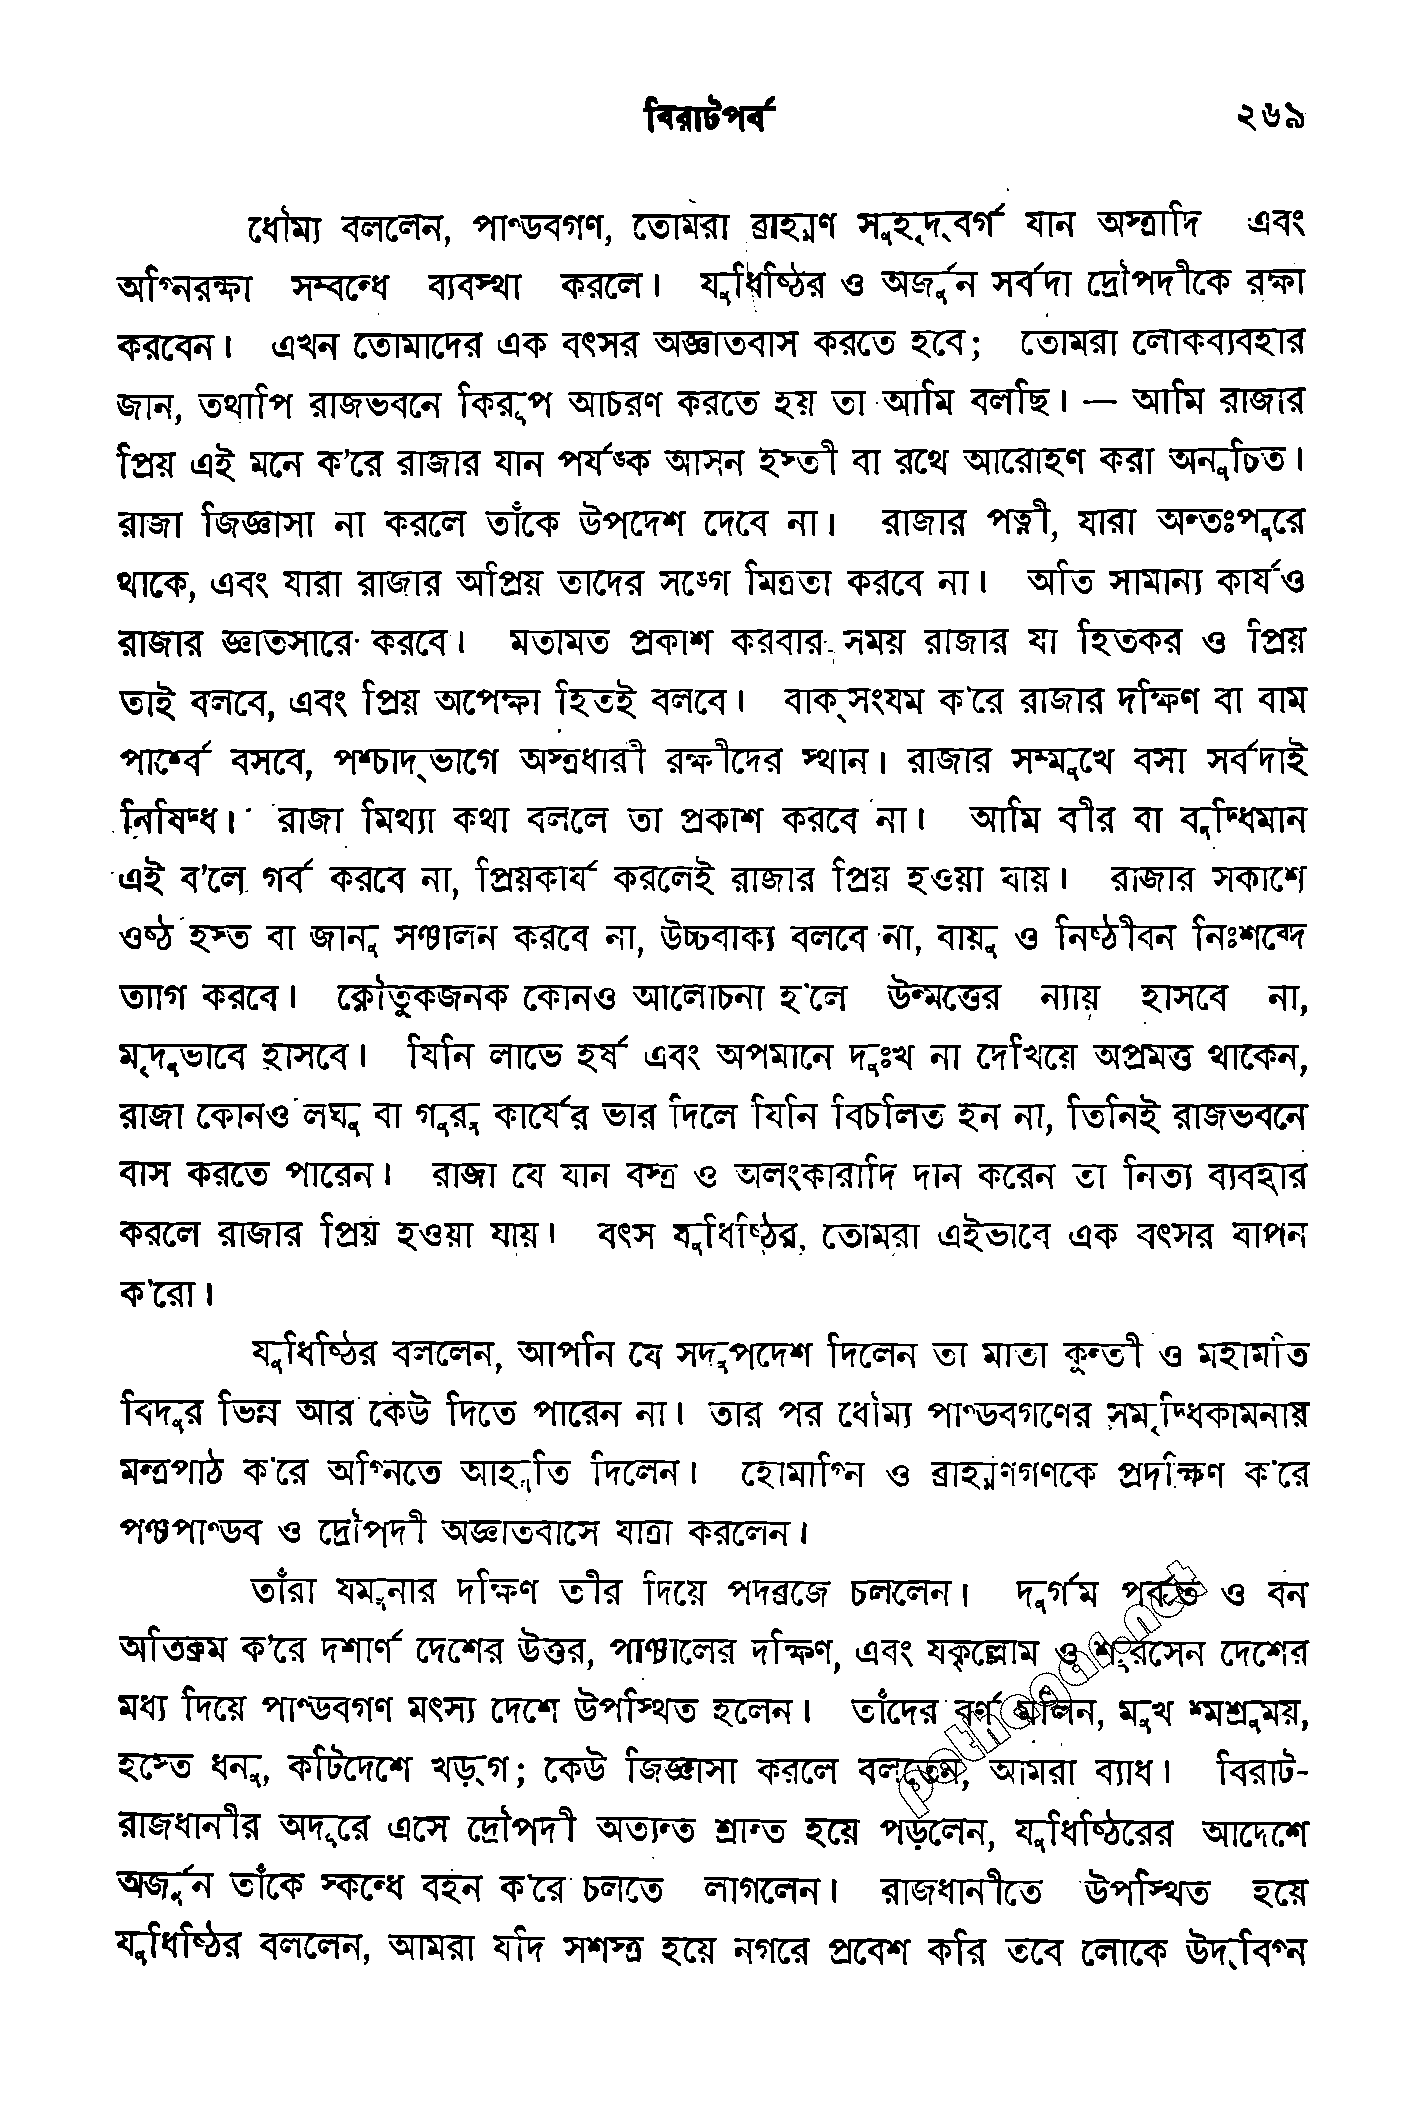 বিরাটপর্ব ২৬৯
ধৌম্য বললেন, পাণ্ডবগণ, তোমরা ব্রাহ্মণ সুহৃদ্‌বর্গ যান অস্ত্রাদি এবং
অগ্নিরক্ষা সম্বন্ধে ব্যবস্থা করলে। যুধিষ্ঠির ও অর্জুন সর্বদা দ্রৌপদীকে রক্ষা
করবেন। এখন তোমাদের এক বৎসর অজ্ঞাতবাস করতে হবে; তোমরা লোকব্যবহার
জান, তথাপি রাজভবনে কিরূপ আচরণ করতে হয় তা আমি বলছি। — আমি রাজার
প্রিয় এই মনে ক'রে রাজার যান পর্যঙ্ক আসন হস্তী বা রথে আরোহণ করা অনুচিত।
রাজা জিজ্ঞাসা না করলে তাঁকে উপদেশ দেবে না। রাজার পত্নী, যারা অন্তঃপুরে
থাকে, এবং যারা রাজার অপ্রিয় তাদের সঙ্গে মিত্রতা করবে না। অতি সামান্য কার্যও
রাজার জ্ঞাতসারে করবে। মতামত প্রকাশ করবার সময় রাজার যা হিতকর ও প্রিয়
তাই বলবে, এবং প্রিয় অপেক্ষা হিতই বলবে। বাক্‌সংযম ক'রে রাজার দক্ষিণ বা বাম
পার্শ্বে বসবে, পশ্চাদ্‌ভাগে অস্ত্রধারী রক্ষীদের স্থান। রাজার সম্মুখে বসা সর্বদাই
নিষিদ্ধ। রাজা মিথ্যা কথা বললে তা প্রকাশ করবে না। আমি বীর বা বুদ্ধিমান
এই ব'লে গর্ব করবে না, প্রিয়কার্য করলেই রাজার প্রিয় হওয়া যায়। রাজার সকাশে
ওষ্ঠ হস্ত বা জানু সঞ্চালন করবে না, উচ্চবাক্য বলবে না, বায়ু ও নিষ্ঠীবন নিঃশব্দে
ত্যাগ করবে। কৌতুকজনক কোনও আলোচনা হ'লে উন্মত্তের ন্যায় হাসবে না,
মৃদুভাবে হাসবে। যিনি লাভে হর্ষ এবং অপমানে দুঃখ না দেখিয়ে অপ্রমত্ত থাকেন,
রাজা কোনও লঘু বা গুরু কার্যের ভার দিলে যিনি বিচলিত হন না, তিনিই রাজভবনে
বাস করতে পারেন। রাজা যে যান বস্ত্র ও অলংকারাদি দান করেন তা নিত্য ব্যবহার
করলে রাজার প্রিয় হওয়া যায়। বৎস যুধিষ্ঠির, তোমরা এইভাবে এক বৎসর যাপন
ক'রো।
যুধিষ্ঠির বললেন, আপনি যে সদুপদেশ দিলেন তা মাতা কুন্তী ও মহামতি
বিদুর ভিন্ন আর কেউ দিতে পারেন না। তার পর ধৌম্য পাণ্ডবগণের সমৃদ্ধিকামনায়
মন্ত্রপাঠ ক'রে অগ্নিতে আহুতি দিলেন। হোমাগ্নি ও ব্রাহ্মণগণকে প্রদক্ষিণ ক'রে
পঞ্চপাণ্ডব ও দ্রৌপদী অজ্ঞাতবাসে যাত্রা করলেন।
তাঁরা যমুনার দক্ষিণ তীর দিয়ে পদব্রজে চললেন। দুর্গম পর্বত ও বন
অতিক্রম ক'রে দশার্ণ দেশের উত্তর, পাঞ্চালের দক্ষিণ, এবং যকৃল্লোম ও শূরসেন দেশের
মধ্য দিয়ে পাণ্ডবগণ মৎস্য দেশে উপস্থিত হলেন। তাঁদের বর্ণ মলিন, মুখ শ্মশ্রুময়,
হস্তে ধনু, কটিদেশে খড়্‌গ; কেউ জিজ্ঞাসা করলে বলতেন, আমরা ব্যাধ। বিরাট-
রাজধানীর অদূরে এসে দ্রৌপদী অত্যন্ত শ্রান্ত হয়ে পড়লেন, যুধিষ্ঠিরের আদেশে
অর্জুন তাঁকে স্কন্ধে বহন ক'রে চলতে লাগলেন। রাজধানীতে উপস্থিত হয়ে
যুধিষ্ঠির বললেন, আমরা যদি সশস্ত্র হয়ে নগরে প্রবেশ করি তবে লোকে উদ্‌বিগ্ন
pathagar.net